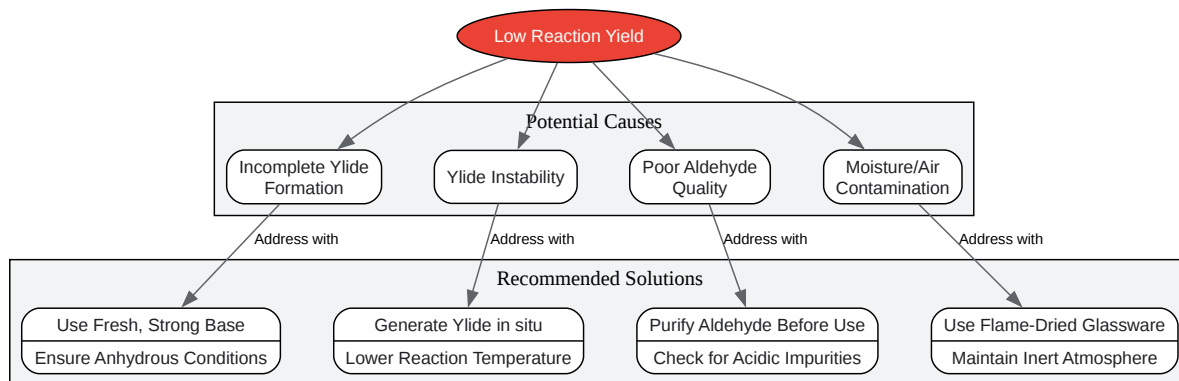 Low Reaction Yield
Potential Causes
Incomplete Ylide
Formation
Ylide Instability
Poor Aldehyde
Quality
Moisture/Air
Contamination
Address with
Address with
Address with
Address with
Recommended Solutions
Use Fresh, Strong Base
Ensure Anhydrous Conditions
Generate Ylide in situ
Lower Reaction Temperature
Purify Aldehyde Before Use
Check for Acidic Impurities
Use Flame-Dried Glassware
Maintain Inert Atmosphere